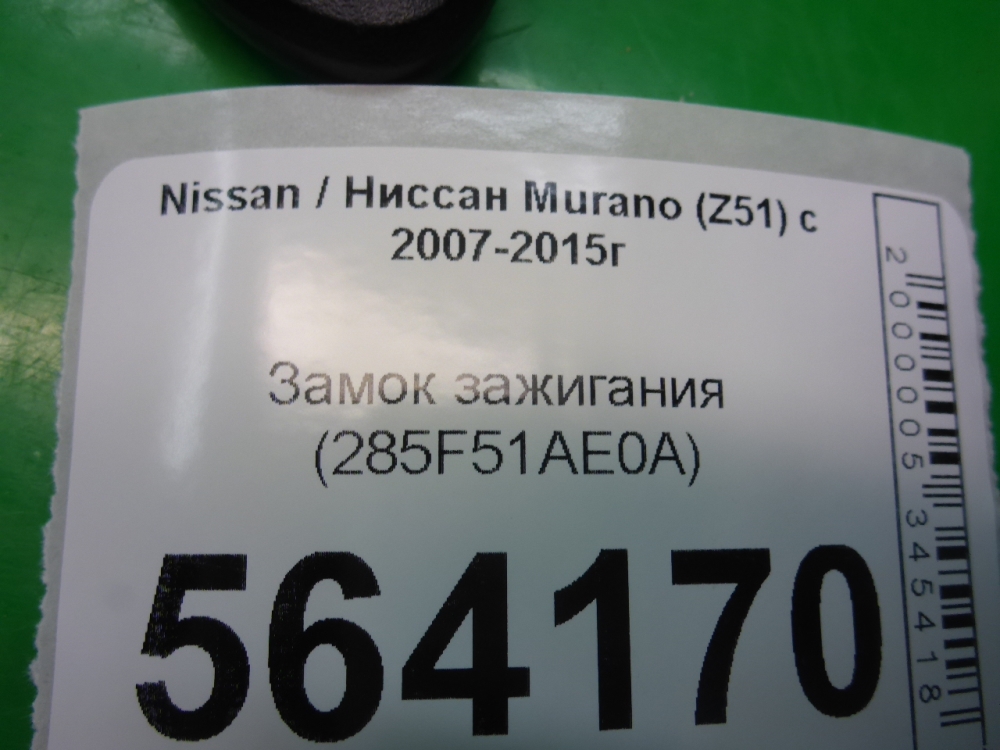 Nissan / Ниссан Murano (Z51) с
2007-2015г
Замок зажигания
(285F51AE0A)
564170
2000005345418